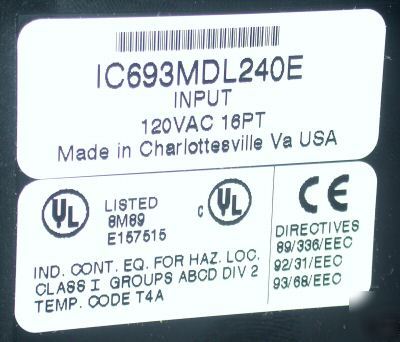 IC693MDL240E
INPUT
120VAC 16PT
Made in Charlottesville Va USA
UL LISTED
8M89
E157515
C UL
IND. CONT. EQ. FOR HAZ. LOC.
CLASS I GROUPS ABCD DIV 2
TEMP. CODE T4A
CE
DIRECTIVES
89/336/EEC
92/31/EEC
93/68/EEC